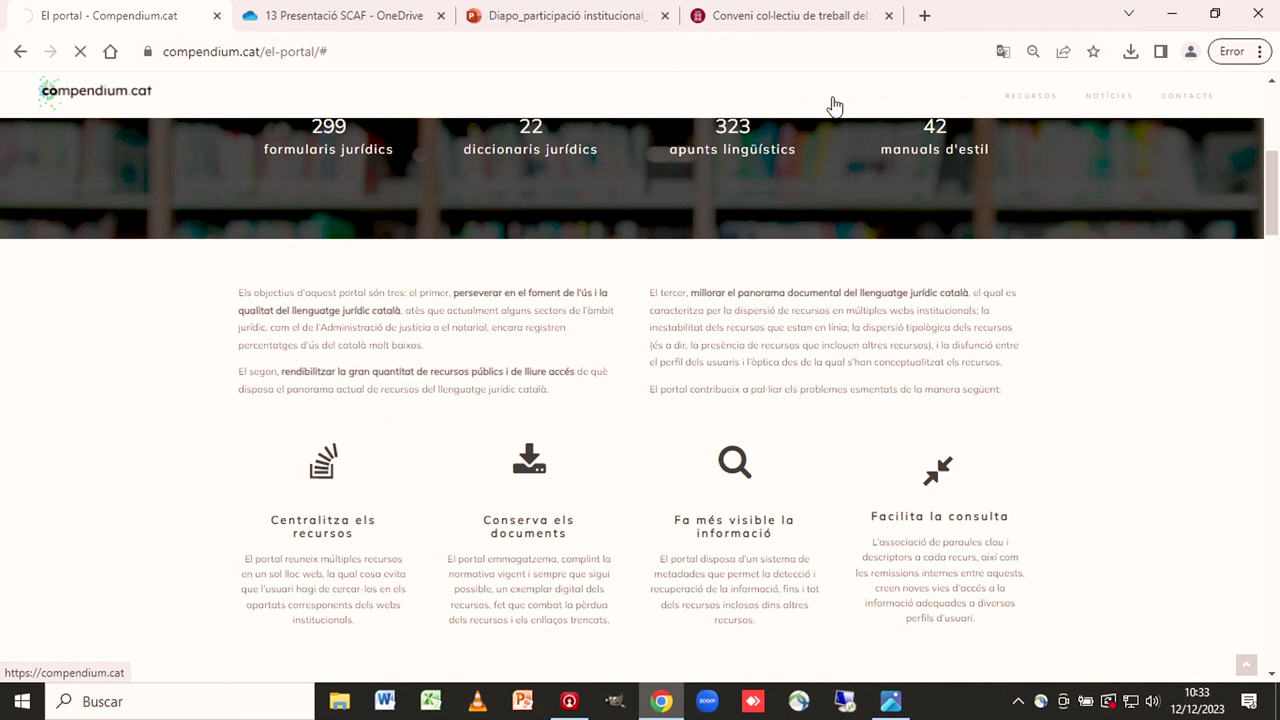 El portal - Compendium.cat
13 Presentació SCAF - OneDrive
Diapo_participació institucional_
Conveni col·lectiu de treball del
compendium.cat/el-portal/#
Error
compendium.cat
RECURSOS
NOTÍCIES
CONTACTE
299
formularis jurídics
22
diccionaris jurídics
323
apunts lingüístics
42
manuals d'estil
Els objectius d'aquest portal són tres: el primer, perseverar en el foment de l'ús i la
qualitat del llenguatge jurídic català, atès que actualment alguns sectors de l'àmbit
jurídic, com el de l'Administració de justícia o el notarial, encara registren
percentatges d'ús del català molt baixos.
El segon, rendibilitzar la gran quantitat de recursos públics i de lliure accés de què
disposa el panorama actual de recursos del llenguatge jurídic català.
El tercer, millorar el panorama documental del llenguatge jurídic català, el qual es
caracteritza per la dispersió de recursos en múltiples webs institucionals; la
inestabilitat dels recursos que estan en línia; la dispersió tipològica dels recursos
(és a dir, la presència de recursos que inclouen altres recursos), i la disfunció entre
el perfil dels usuaris i l'òptica des de la qual s'han conceptualitzat els recursos.
El portal contribueix a pal·liar els problemes esmentats de la manera següent:
Centralitza els
recursos
El portal reuneix múltiples recursos
en un sol lloc web, la qual cosa evita
que l'usuari hagi de cercar-los en els
apartats corresponents dels webs
institucionals.
Conserva els
documents
El portal emmagatzema, complint la
normativa vigent i sempre que sigui
possible, un exemplar digital dels
recursos, fet que combat la pèrdua
dels recursos i els enllaços trencats.
Fa més visible la
informació
El portal disposa d'un sistema de
metadades que permet la detecció i
recuperació de la informació, fins i tot
dels recursos inclosos dins altres
recursos.
Facilita la consulta
L'associació de paraules clau i
descriptors a cada recurs, així com
les remissions internes entre aquests,
creen noves vies d'accés a la
informació adequades a diversos
perfils d'usuari.
https://compendium.cat
Buscar
zoom
10:33
12/12/2023